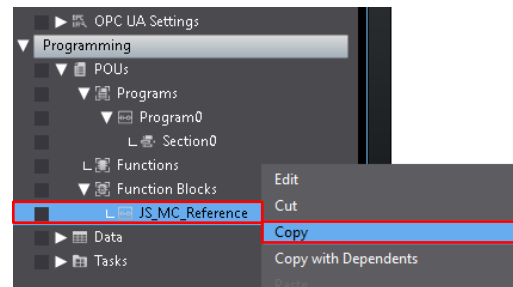 OPC UA Settings
Programming
POUs
Programs
Program0
Section0
Functions
Function Blocks
JS_MC_Reference
Data
Tasks
Edit
Cut
Copy
Copy with Dependents
Paste